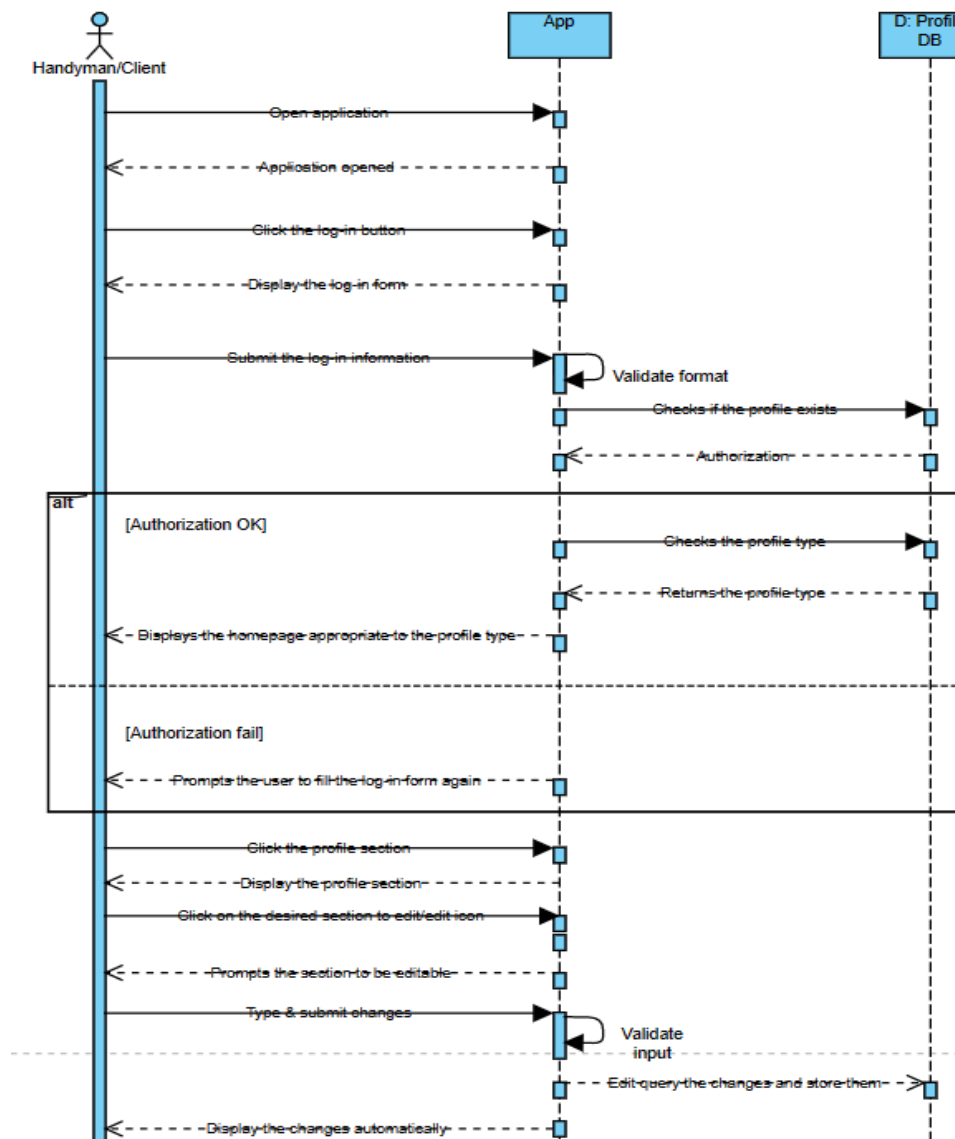 App
D: Profil
DB
Handyman/Client
Open application
Application opened
Click the log-in button
Display the log-in form
Submit the log-in information
Validate format
Checks if the profile exists
Authorization
alt
[Authorization OK]
Checks the profile type
Returns the profile type
Displays the homepage appropriate to the profile type
[Authorization fail]
Prompts the user to fill the log-in form again
Click the profile section
Display the profile section
Click on the desired section to edit/edit icon
Prompts the section to be editable
Type & submit changes
Validate
input
Edit query the changes and store them
Display the changes automatically